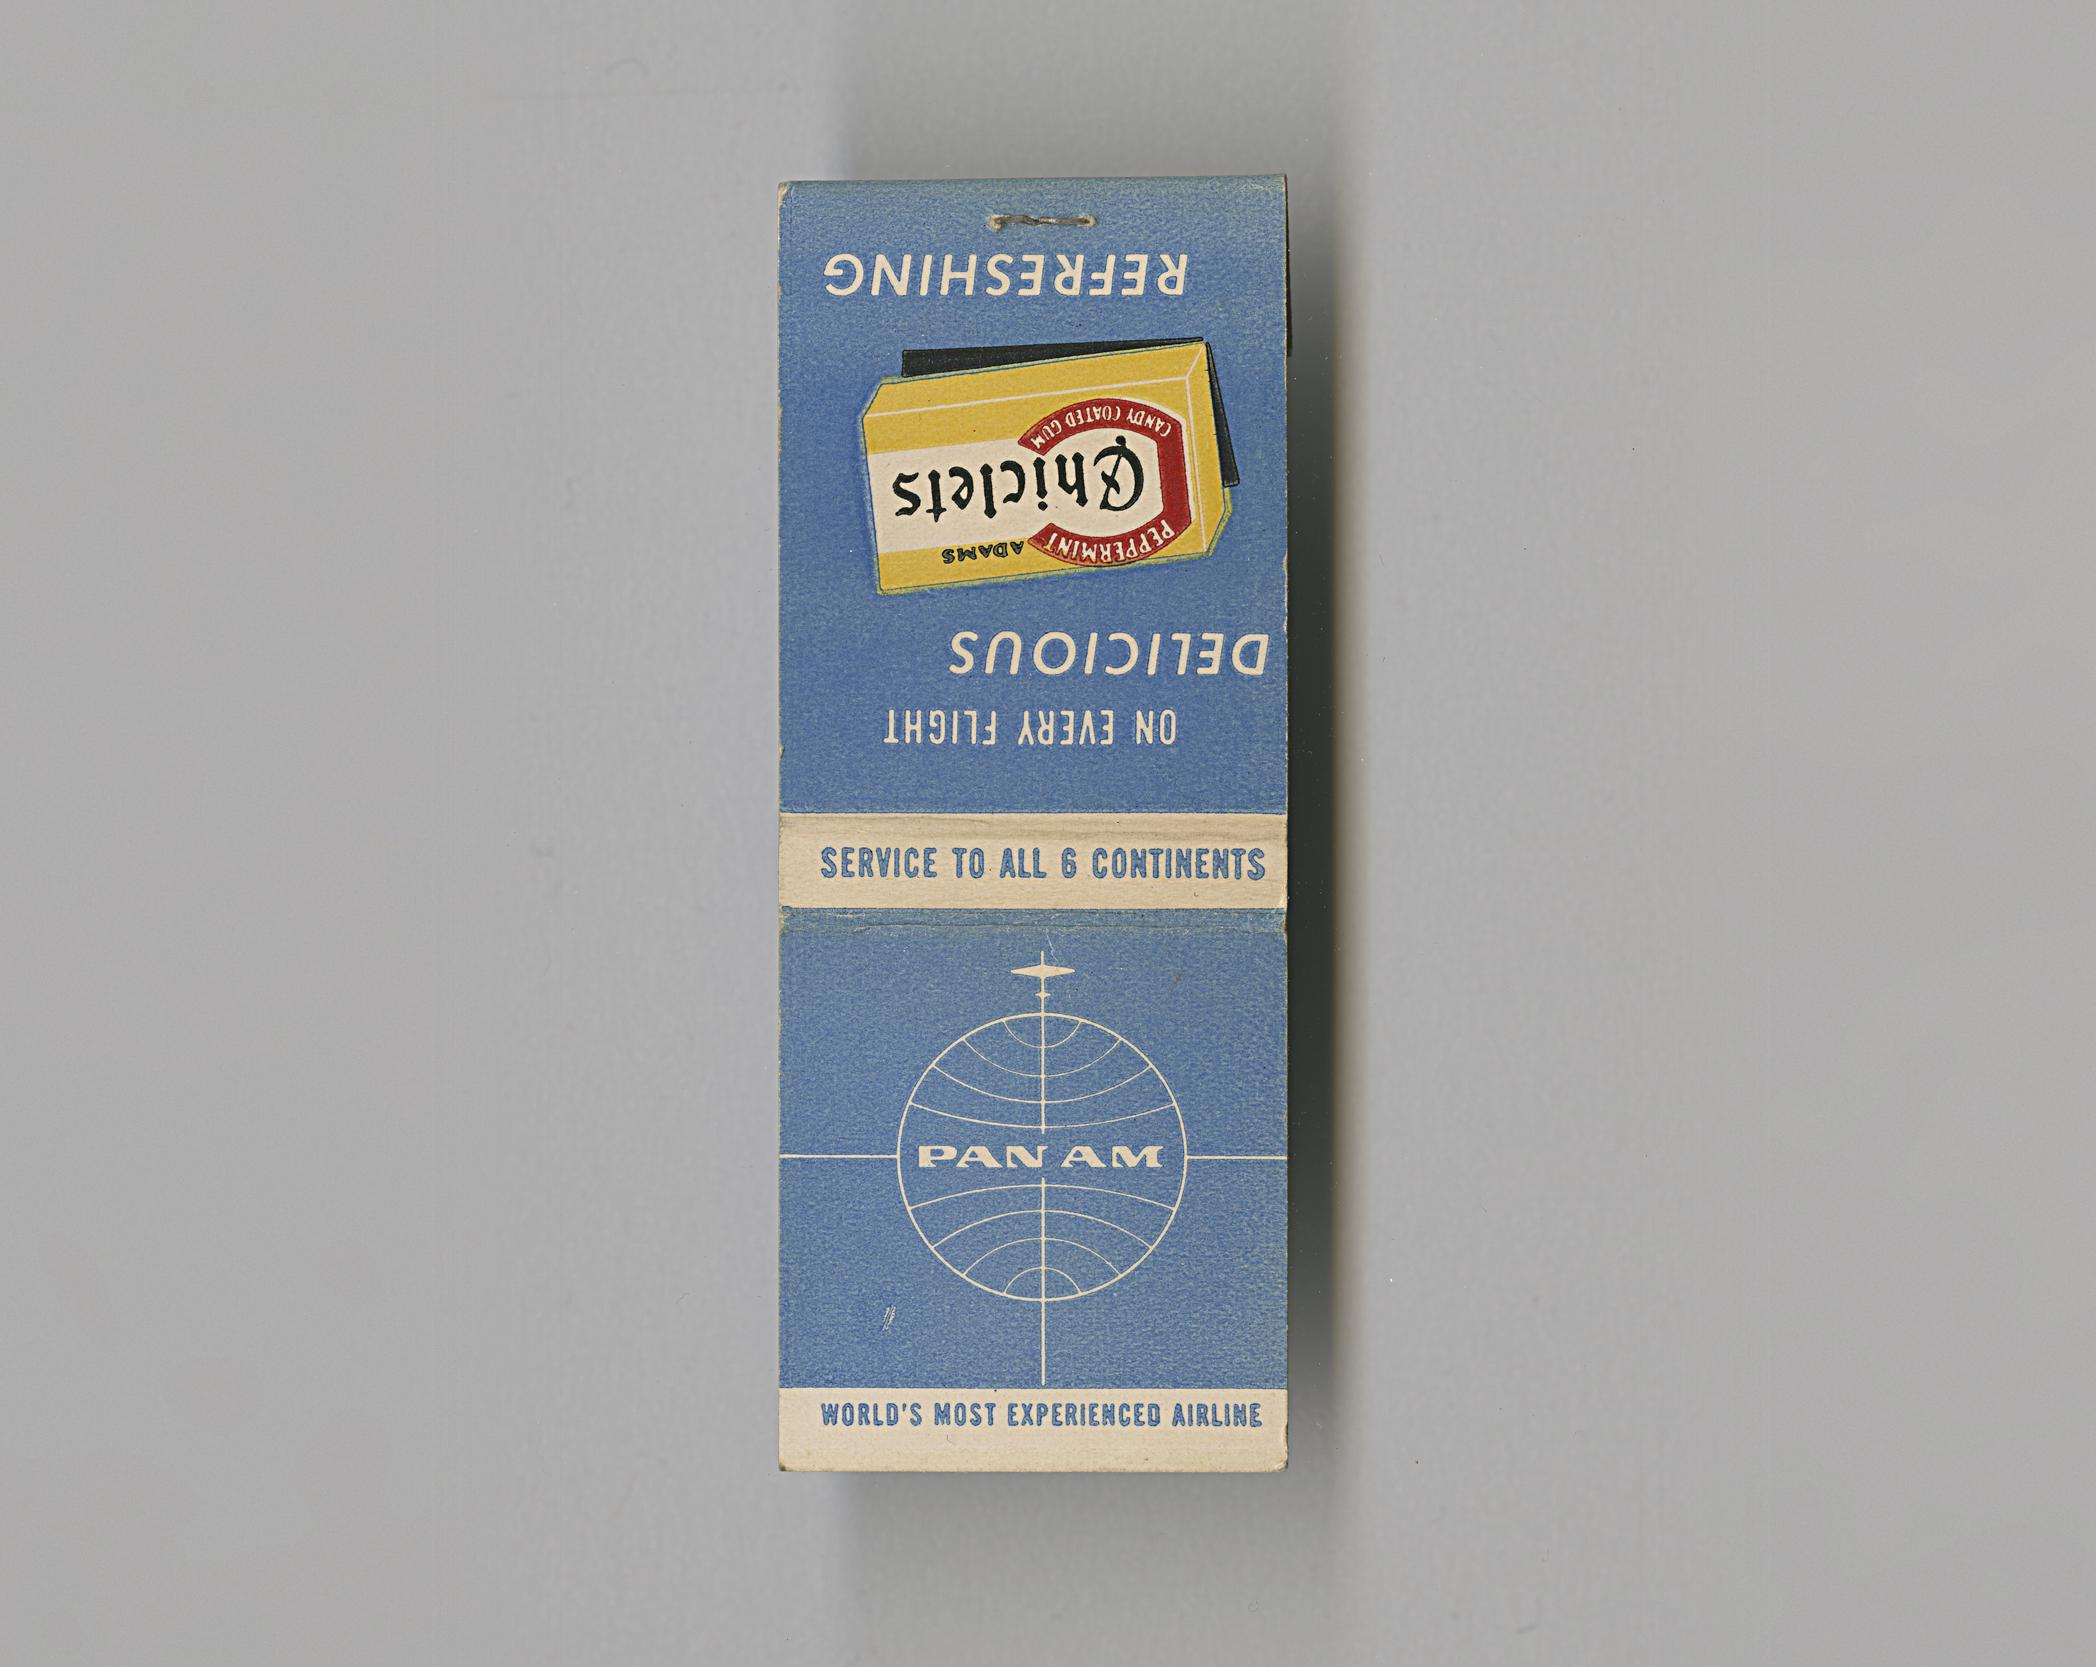 ON EVERY FLIGHT
DELICIOUS
PEPPERMINT
ADAMS
Chiclets
CANDY COATED GUM
REFRESHING
SERVICE TO ALL 6 CONTINENTS
PAN AM
WORLD'S MOST EXPERIENCED AIRLINE